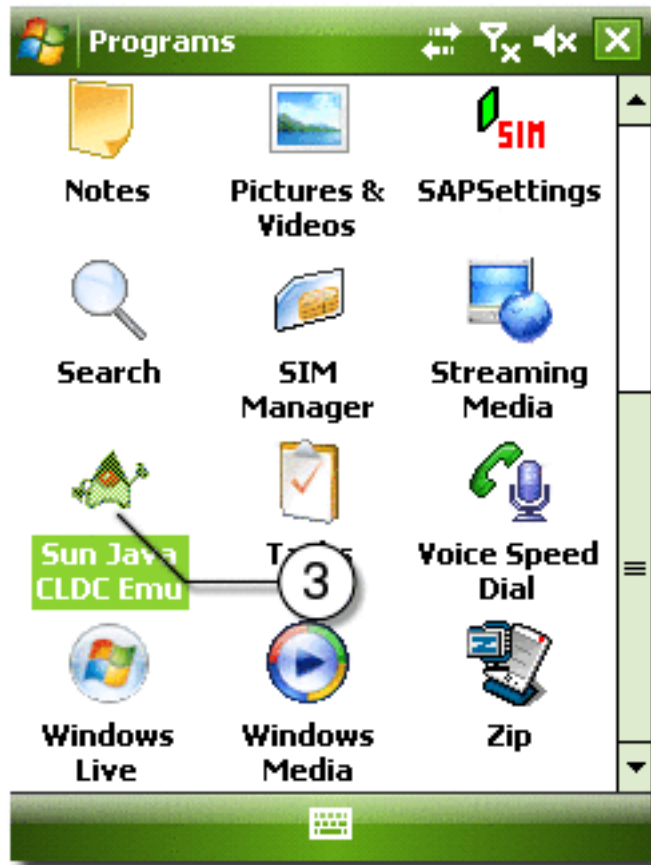 Programs
SIM
Notes
Pictures &
Videos
SAPSettings
Search
SIM
Manager
Streaming
Media
Sun Java
CLDC Emu
3
Voice Speed
Dial
Windows
Live
Windows
Media
Zip